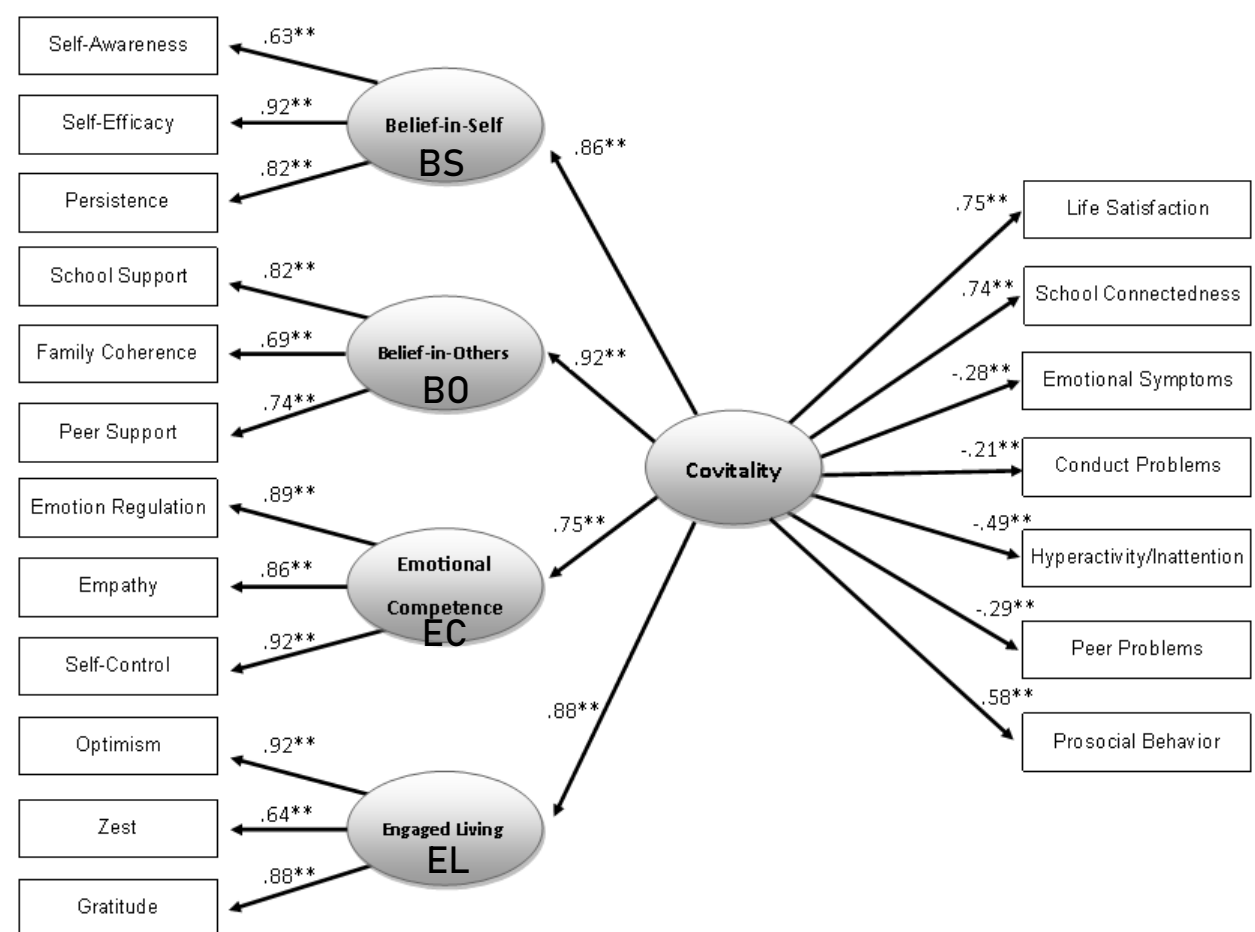 Self-Awareness
.63**
Self-Efficacy
.92**
Belief-in-Self
BS
Persistence
.82**
.86**
School Support
.82**
Family Coherence
.69**
Belief-in-Others
BO
.92**
Peer Support
.74**
Emotion Regulation
.89**
Empathy
.86**
Emotional
Competence
EC
.75**
Self-Control
.92**
Optimism
.92**
Zest
.64**
Engaged Living
EL
.88**
Gratitude
.88**
Covitality
.75**
Life Satisfaction
.74**
School Connectedness
-.28**
Emotional Symptoms
-.21**
Conduct Problems
-.49**
Hyperactivity/Inattention
-.29**
Peer Problems
.58**
Prosocial Behavior